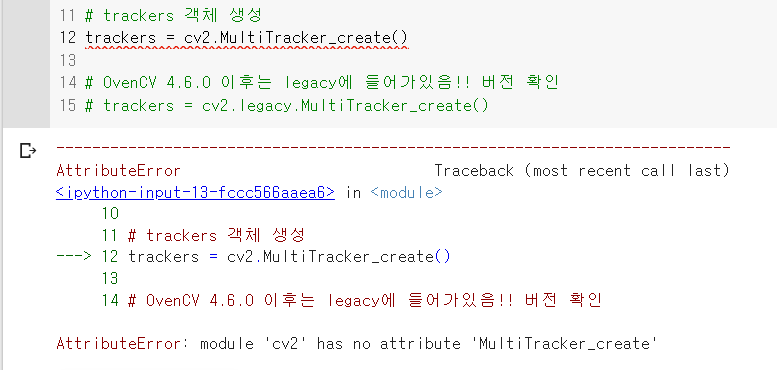 11 # trackers 객체 생성
12 trackers = cv2.MultiTracker_create()
13
14 # OvenCV 4.6.0 이후는 legacy에 들어가있음!! 버전 확인
15 # trackers = cv2.legacy.MultiTracker_create()
---------------------------------------------------------------------------
AttributeError                            Traceback (most recent call last)
<ipython-input-13-fccc566aaea6> in <module>
     10
     11 # trackers 객체 생성
---> 12 trackers = cv2.MultiTracker_create()
     13
     14 # OvenCV 4.6.0 이후는 legacy에 들어가있음!! 버전 확인
AttributeError: module 'cv2' has no attribute 'MultiTracker_create'